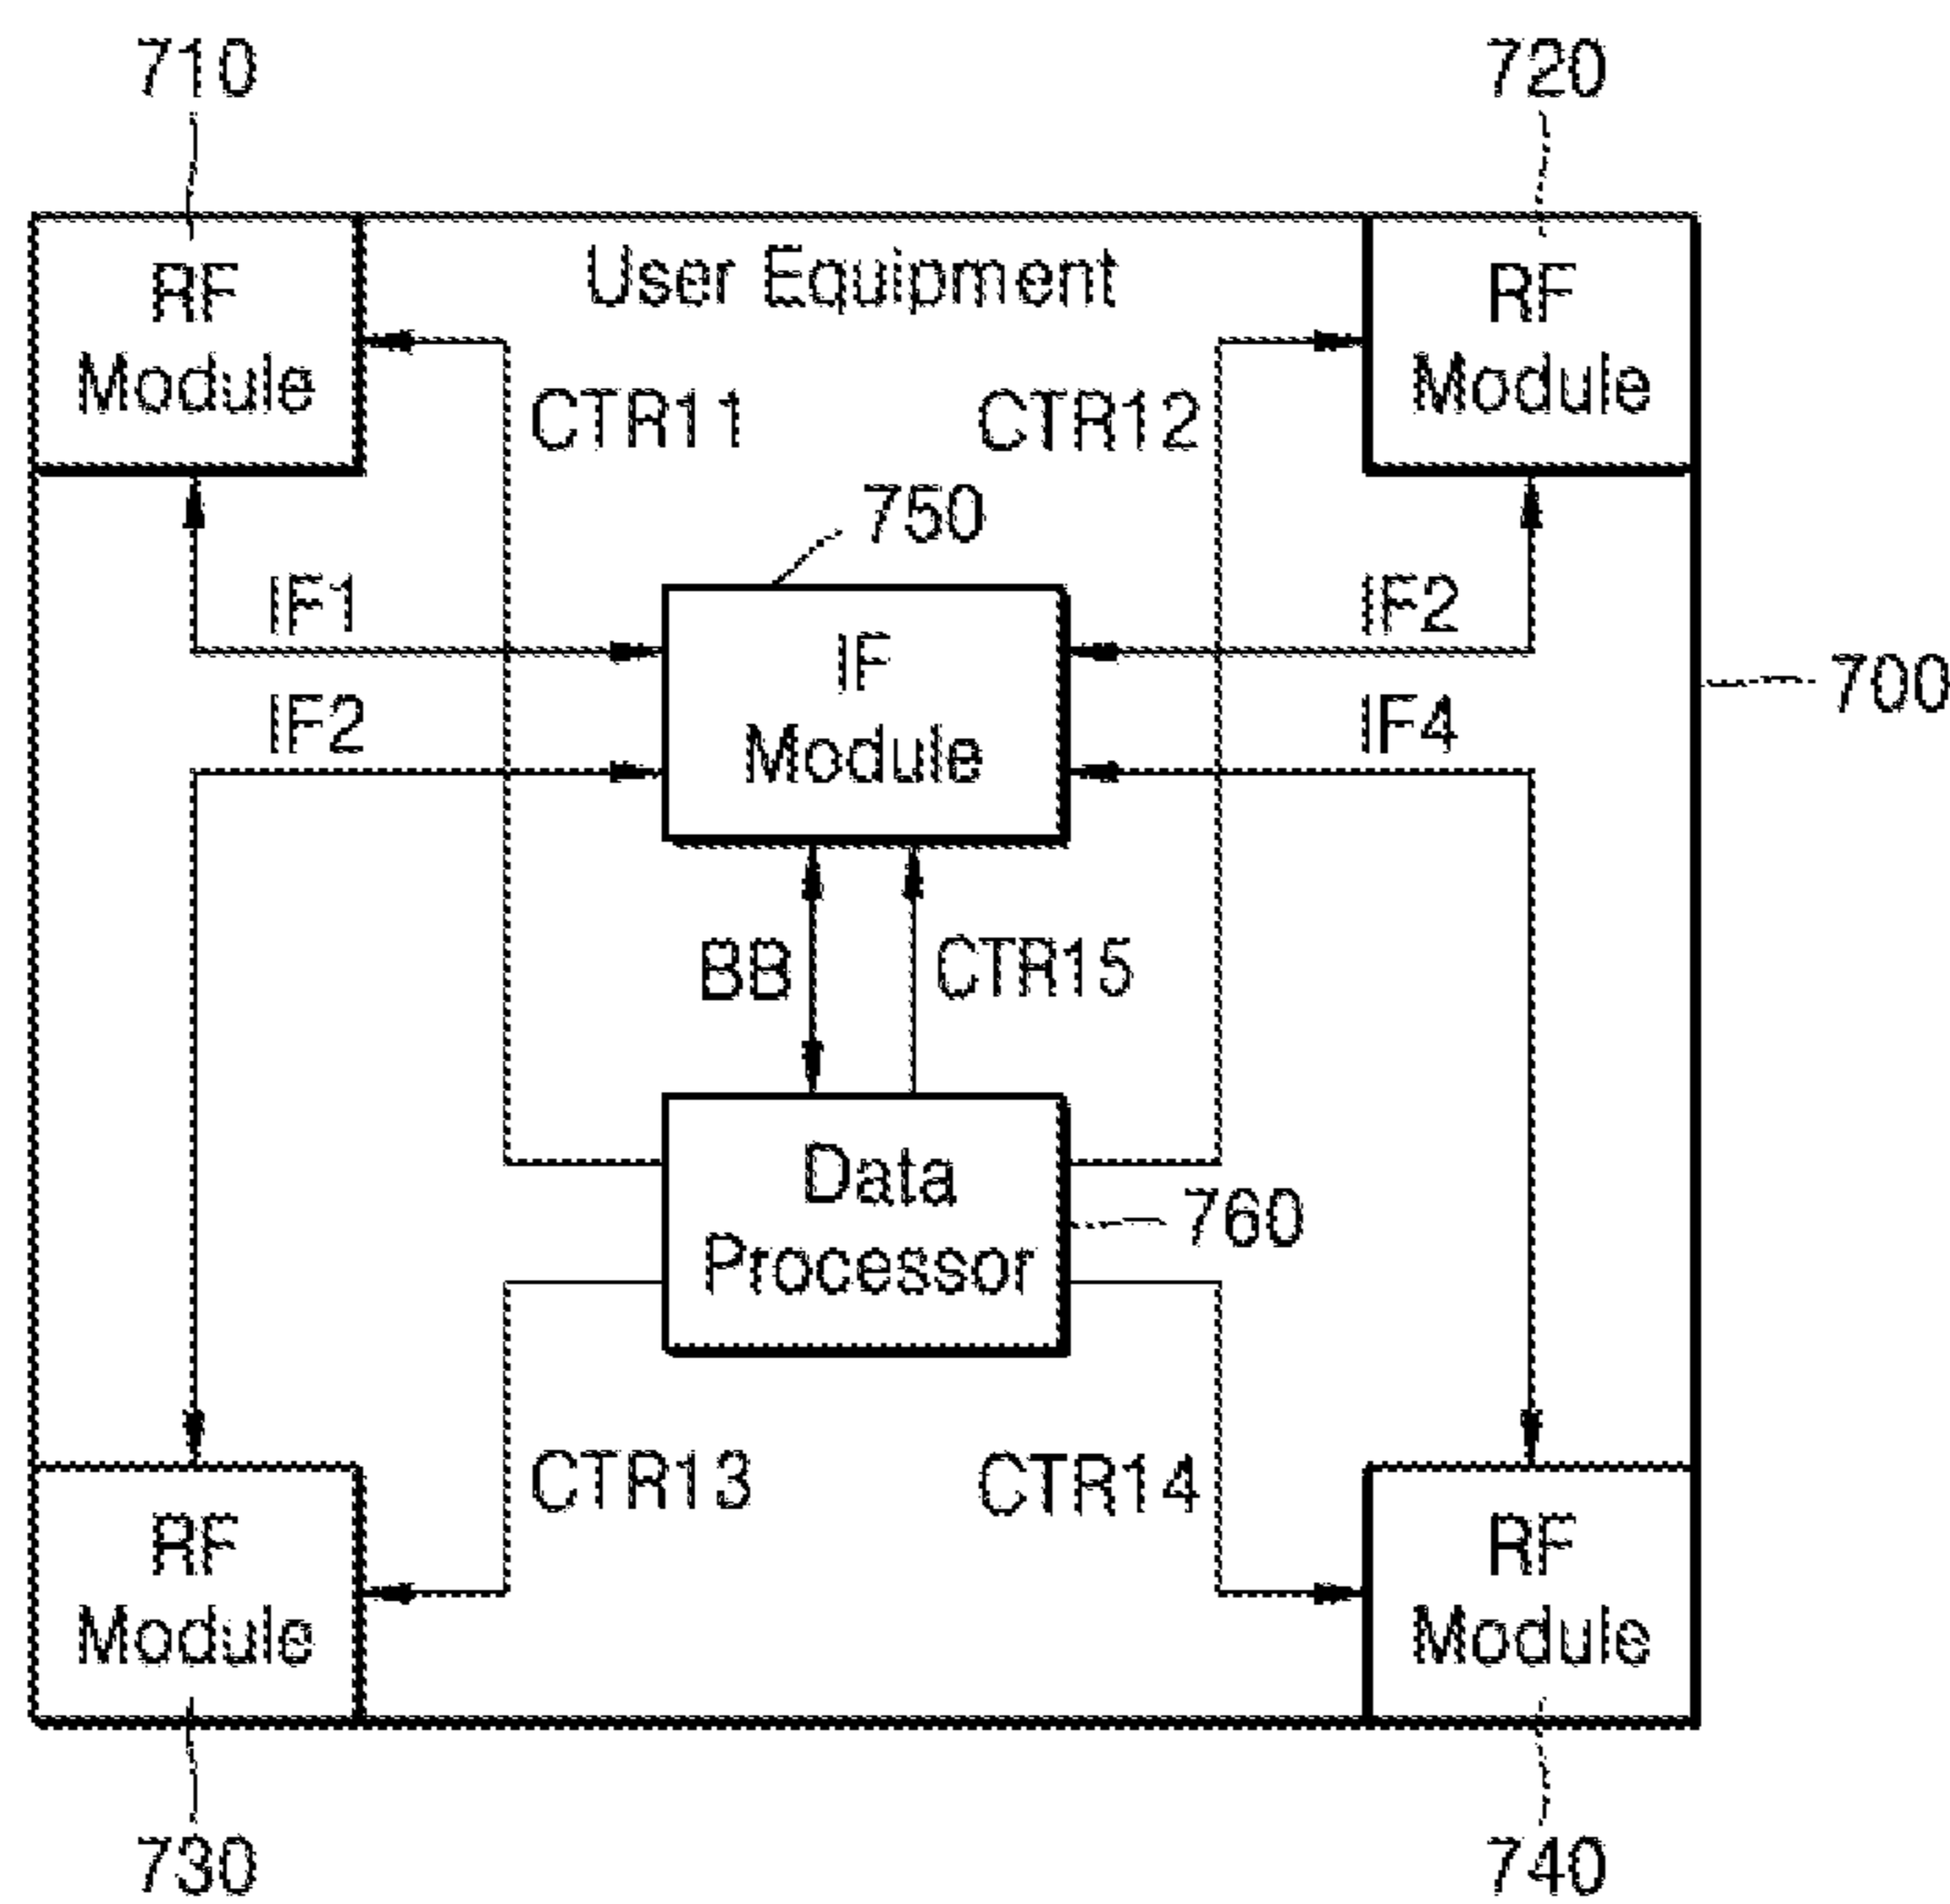 710
720
RF
Module
User Equipment
RF
Module
CTR11
CTR12
750
IF1
IF2
IF
Module
700
IF2
IF4
BB
CTR15
Data
Processor
760
CTR13
CTR14
RF
Module
RF
Module
730
740